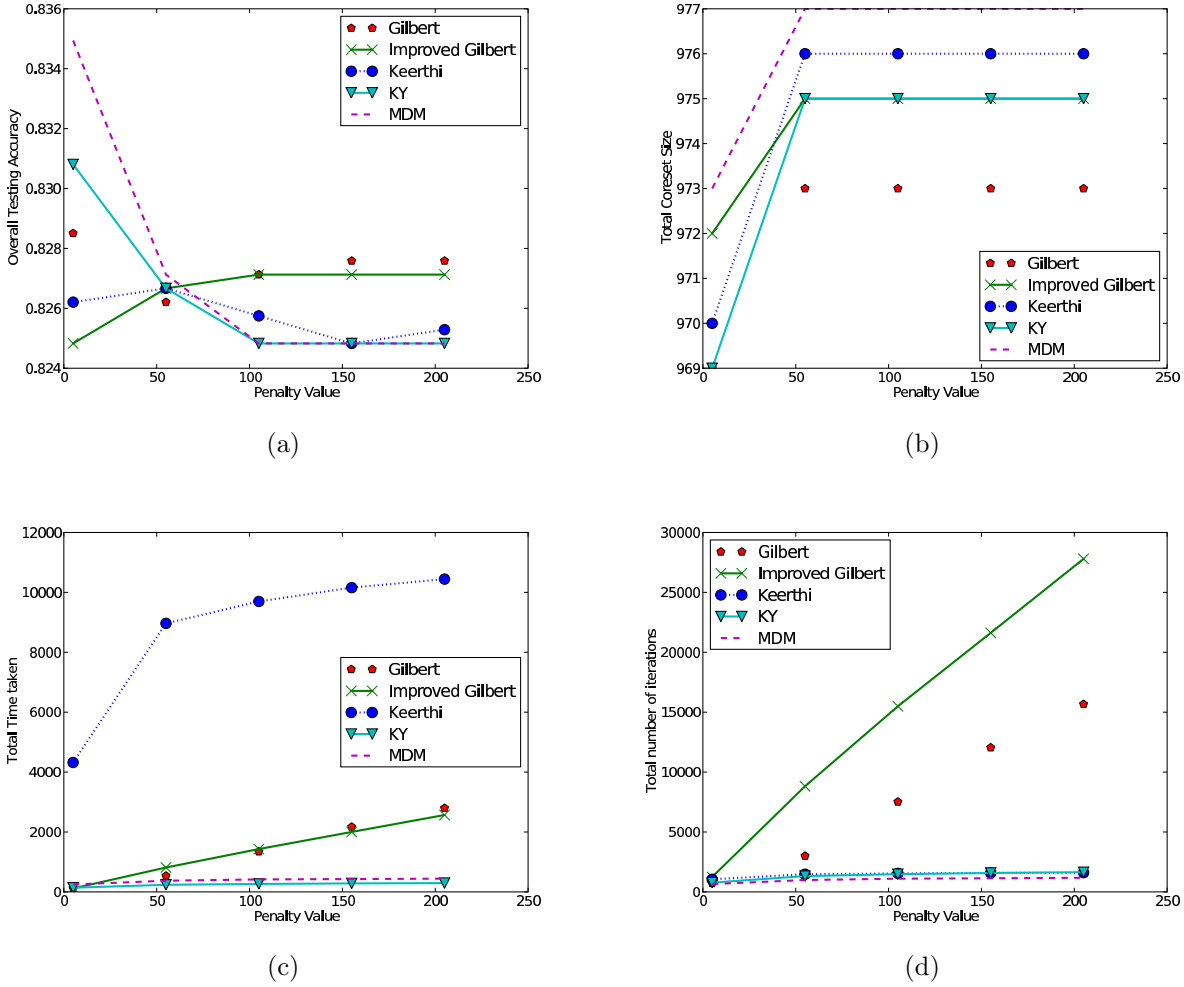 0.836
0.834
0.832
0.830
0.828
0.826
0.824
Overall Testing Accuracy
0 50 100 150 200 250
Penalty Value
Gilbert
Improved Gilbert
Keerthi
KY
MDM
(a)
977
976
975
974
973
972
971
970
969
Total Coreset Size
0 50 100 150 200 250
Penalty Value
Gilbert
Improved Gilbert
Keerthi
KY
MDM
(b)
12000
10000
8000
6000
4000
2000
0
Total Time taken
0 50 100 150 200 250
Penalty Value
Gilbert
Improved Gilbert
Keerthi
KY
MDM
(c)
30000
25000
20000
15000
10000
5000
0
Total number of iterations
0 50 100 150 200 250
Penalty Value
Gilbert
Improved Gilbert
Keerthi
KY
MDM
(d)